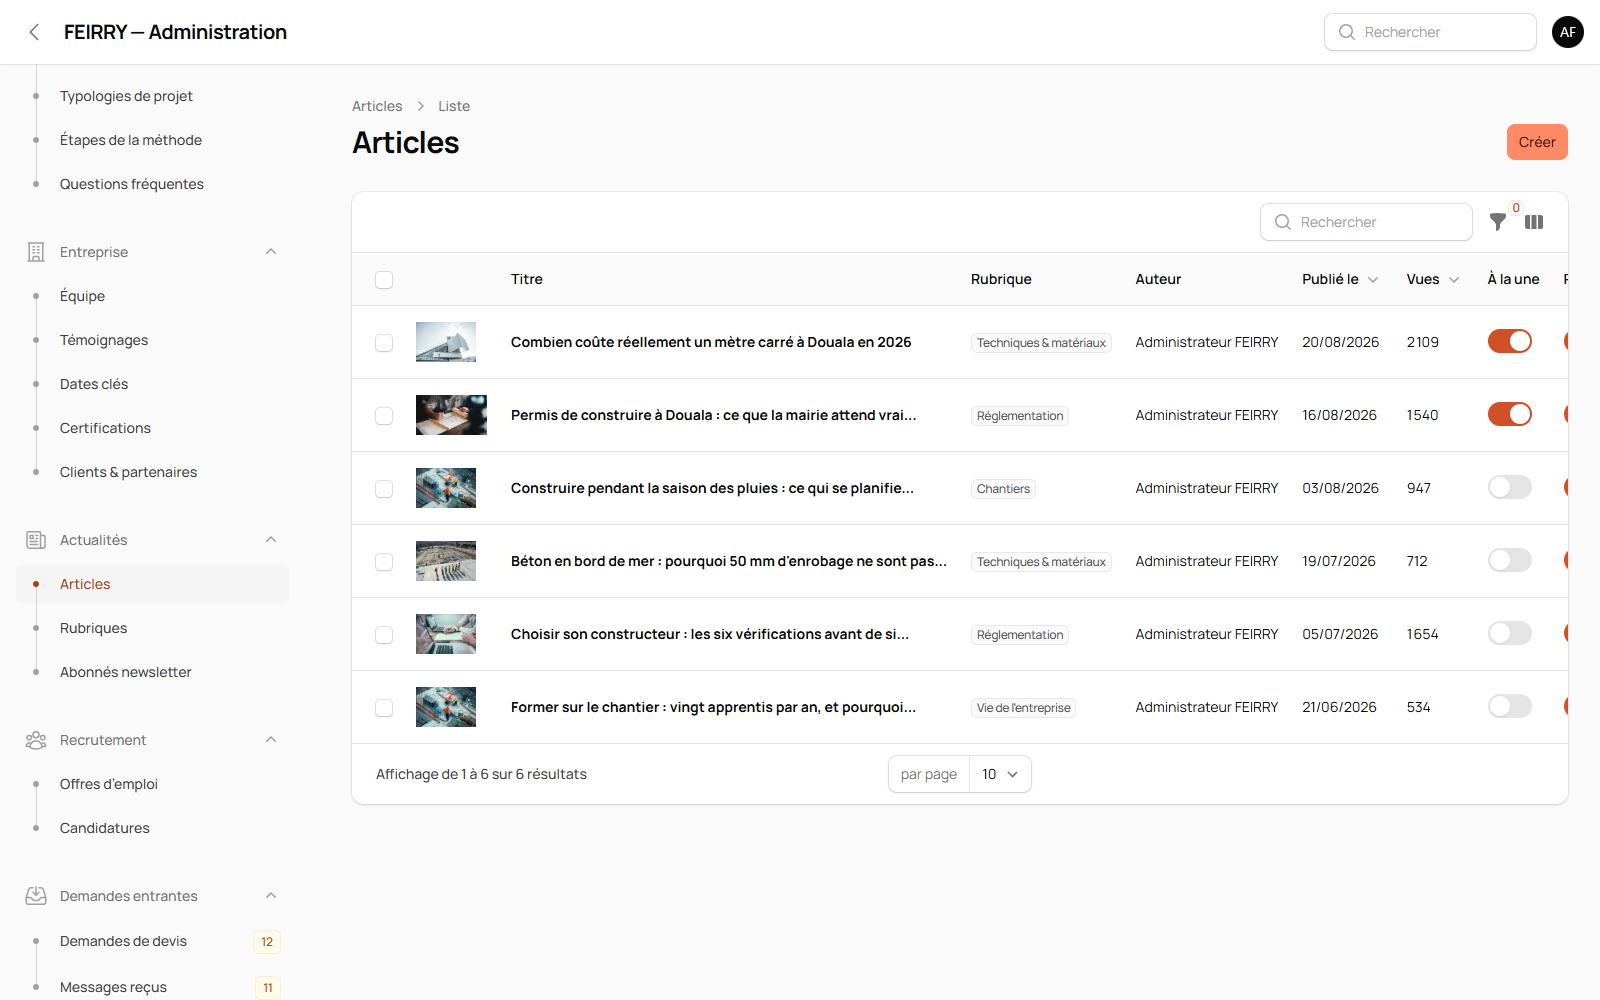 FEIRRY — Administration
Rechercher
AF
Typologies de projet
Étapes de la méthode
Questions fréquentes
Entreprise
Équipe
Témoignages
Dates clés
Certifications
Clients & partenaires
Actualités
Articles
Rubriques
Abonnés newsletter
Recrutement
Offres d'emploi
Candidatures
Demandes entrantes
Demandes de devis 12
Messages reçus 11
Articles > Liste
Articles
Créer
Rechercher
0
Titre Rubrique Auteur Publié le Vues À la une
Combien coûte réellement un mètre carré à Douala en 2026 Techniques & matériaux Administrateur FEIRRY 20/08/2026 2 109
Permis de construire à Douala : ce que la mairie attend vrai... Réglementation Administrateur FEIRRY 16/08/2026 1 540
Construire pendant la saison des pluies : ce qui se planifie... Chantiers Administrateur FEIRRY 03/08/2026 947
Béton en bord de mer : pourquoi 50 mm d'enrobage ne sont pas... Techniques & matériaux Administrateur FEIRRY 19/07/2026 712
Choisir son constructeur : les six vérifications avant de si... Réglementation Administrateur FEIRRY 05/07/2026 1 654
Former sur le chantier : vingt apprentis par an, et pourquoi... Vie de l'entreprise Administrateur FEIRRY 21/06/2026 534
Affichage de 1 à 6 sur 6 résultats
par page 10